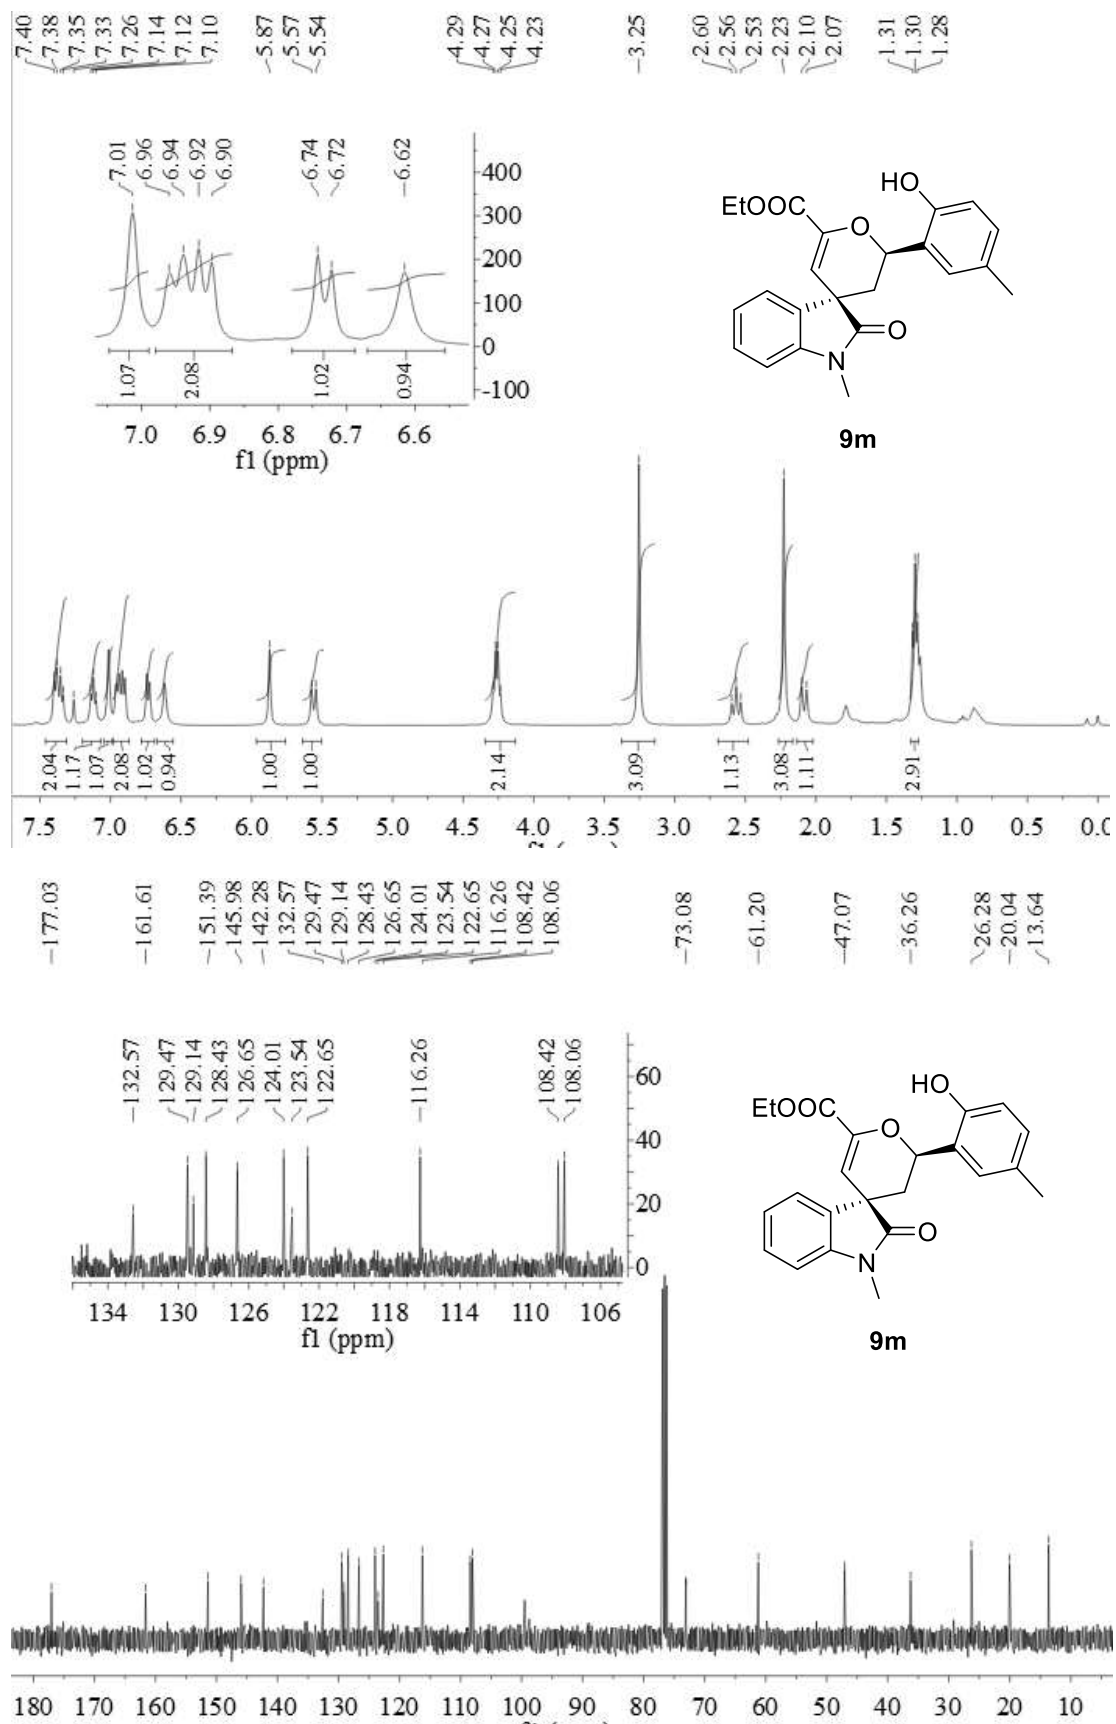 7.40 7.38 7.35 7.33 7.26 7.14 7.12 7.10 5.87 5.57 5.54 4.29 4.27 4.25 4.23 3.25 2.60 2.56 2.53 2.23 2.10 2.07 1.31 1.30 1.28
7.01 6.96 6.94 6.92 6.90 6.74 6.72 6.62
400
300
200
100
0
-100
1.07 2.08 1.02 0.94
7.0 6.9 6.8 6.7 6.6
f1 (ppm)
HO
EtOOC
O
O
N
9m
2.04 1.17 1.07 2.08 1.02 0.94 1.00 1.00 2.14 3.09 1.13 3.08 1.11 2.91
7.5 7.0 6.5 6.0 5.5 5.0 4.5 4.0 3.5 3.0 2.5 2.0 1.5 1.0 0.5 0.0
177.03 161.61 151.39 145.98 142.28 132.57 129.47 129.14 128.43 126.65 124.01 123.54 122.65 116.26 108.42 108.06 73.08 61.20 47.07 36.26 26.28 20.04 13.64
132.57 129.47 129.14 128.43 126.65 124.01 123.54 122.65 116.26 108.42 108.06
60
40
20
0
134 130 126 122 118 114 110 106
f1 (ppm)
HO
EtOOC
O
O
N
9m
180 170 160 150 140 130 120 110 100 90 80 70 60 50 40 30 20 10